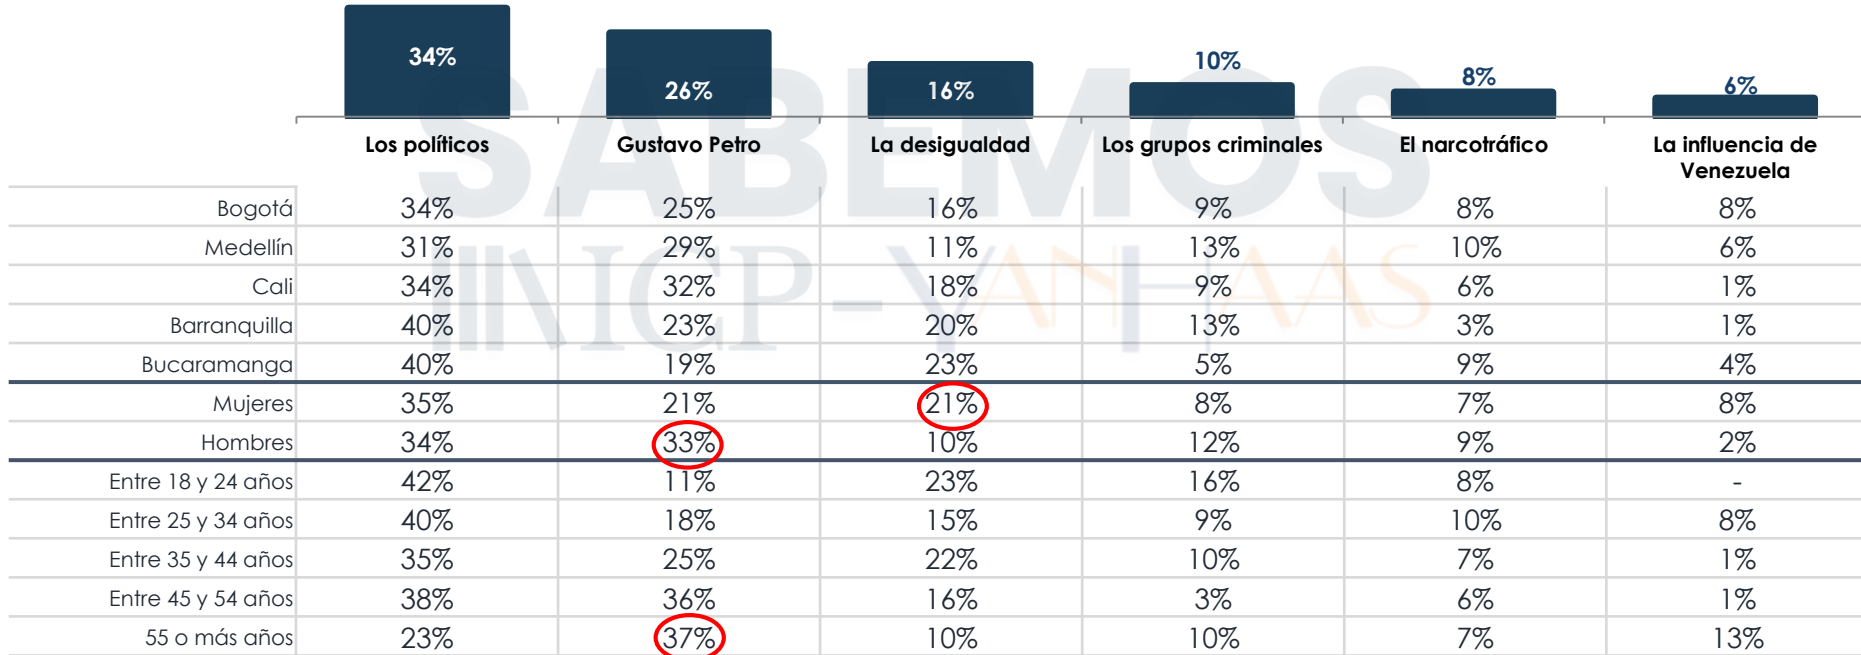 34% 26% 16% 10% 8% 6%
Los políticos Gustavo Petro La desigualdad Los grupos criminales El narcotráfico La influencia de Venezuela
Bogotá 34% 25% 16% 9% 8% 8%
Medellín 31% 29% 11% 13% 10% 6%
Cali 34% 32% 18% 9% 6% 1%
Barranquilla 40% 23% 20% 13% 3% 1%
Bucaramanga 40% 19% 23% 5% 9% 4%
Mujeres 35% 21% 21% 8% 7% 8%
Hombres 34% 33% 10% 12% 9% 2%
Entre 18 y 24 años 42% 11% 23% 16% 8% -
Entre 25 y 34 años 40% 18% 15% 9% 10% 8%
Entre 35 y 44 años 35% 25% 22% 10% 7% 1%
Entre 45 y 54 años 38% 36% 16% 3% 6% 1%
55 o más años 23% 37% 10% 10% 7% 13%
SABEMOS
ICP - YANHAAS